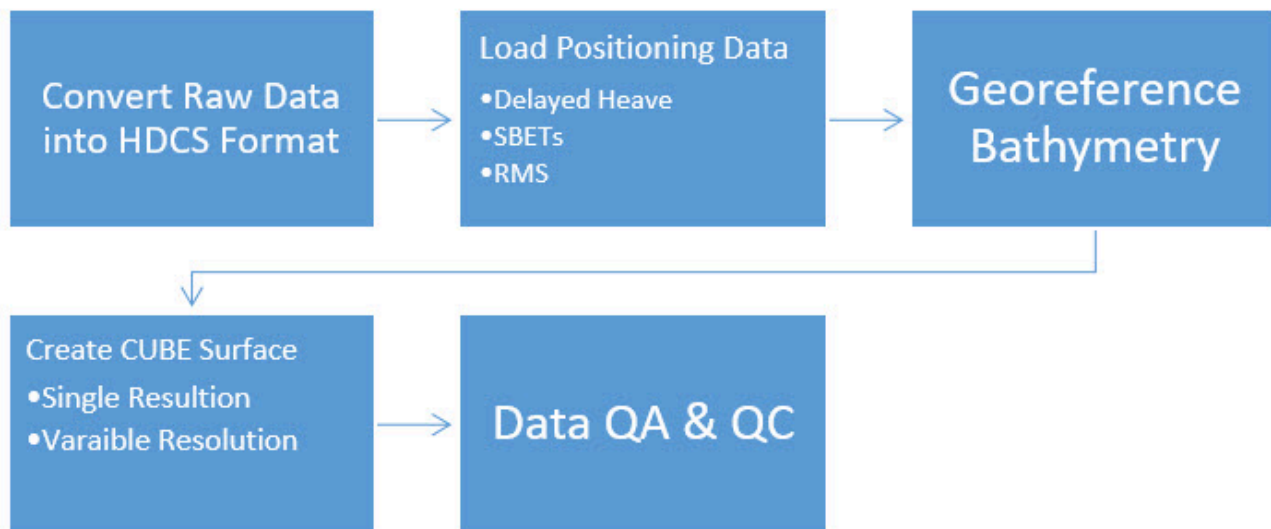 Convert Raw Data
into HDCS Format
Load Positioning Data
•Delayed Heave
•SBETs
•RMS
Georeference
Bathymetry
Create CUBE Surface
•Single Resultion
•Varaible Resolution
Data QA & QC